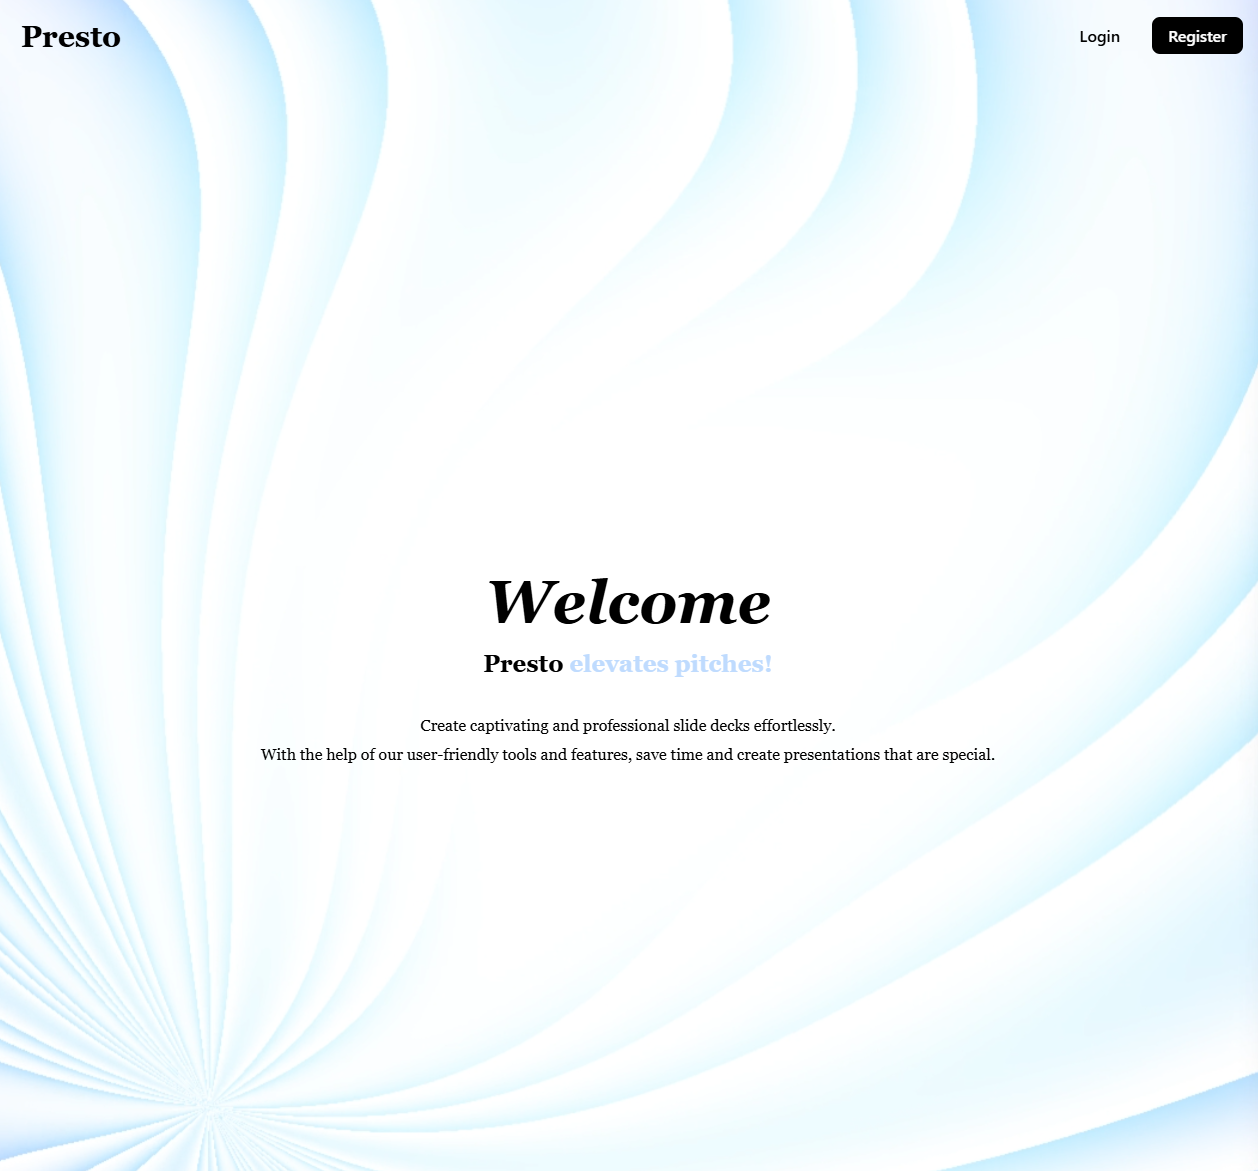 Presto
Login
Register
Welcome
Presto elevates pitches!
Create captivating and professional slide decks effortlessly.
With the help of our user-friendly tools and features, save time and create presentations that are special.